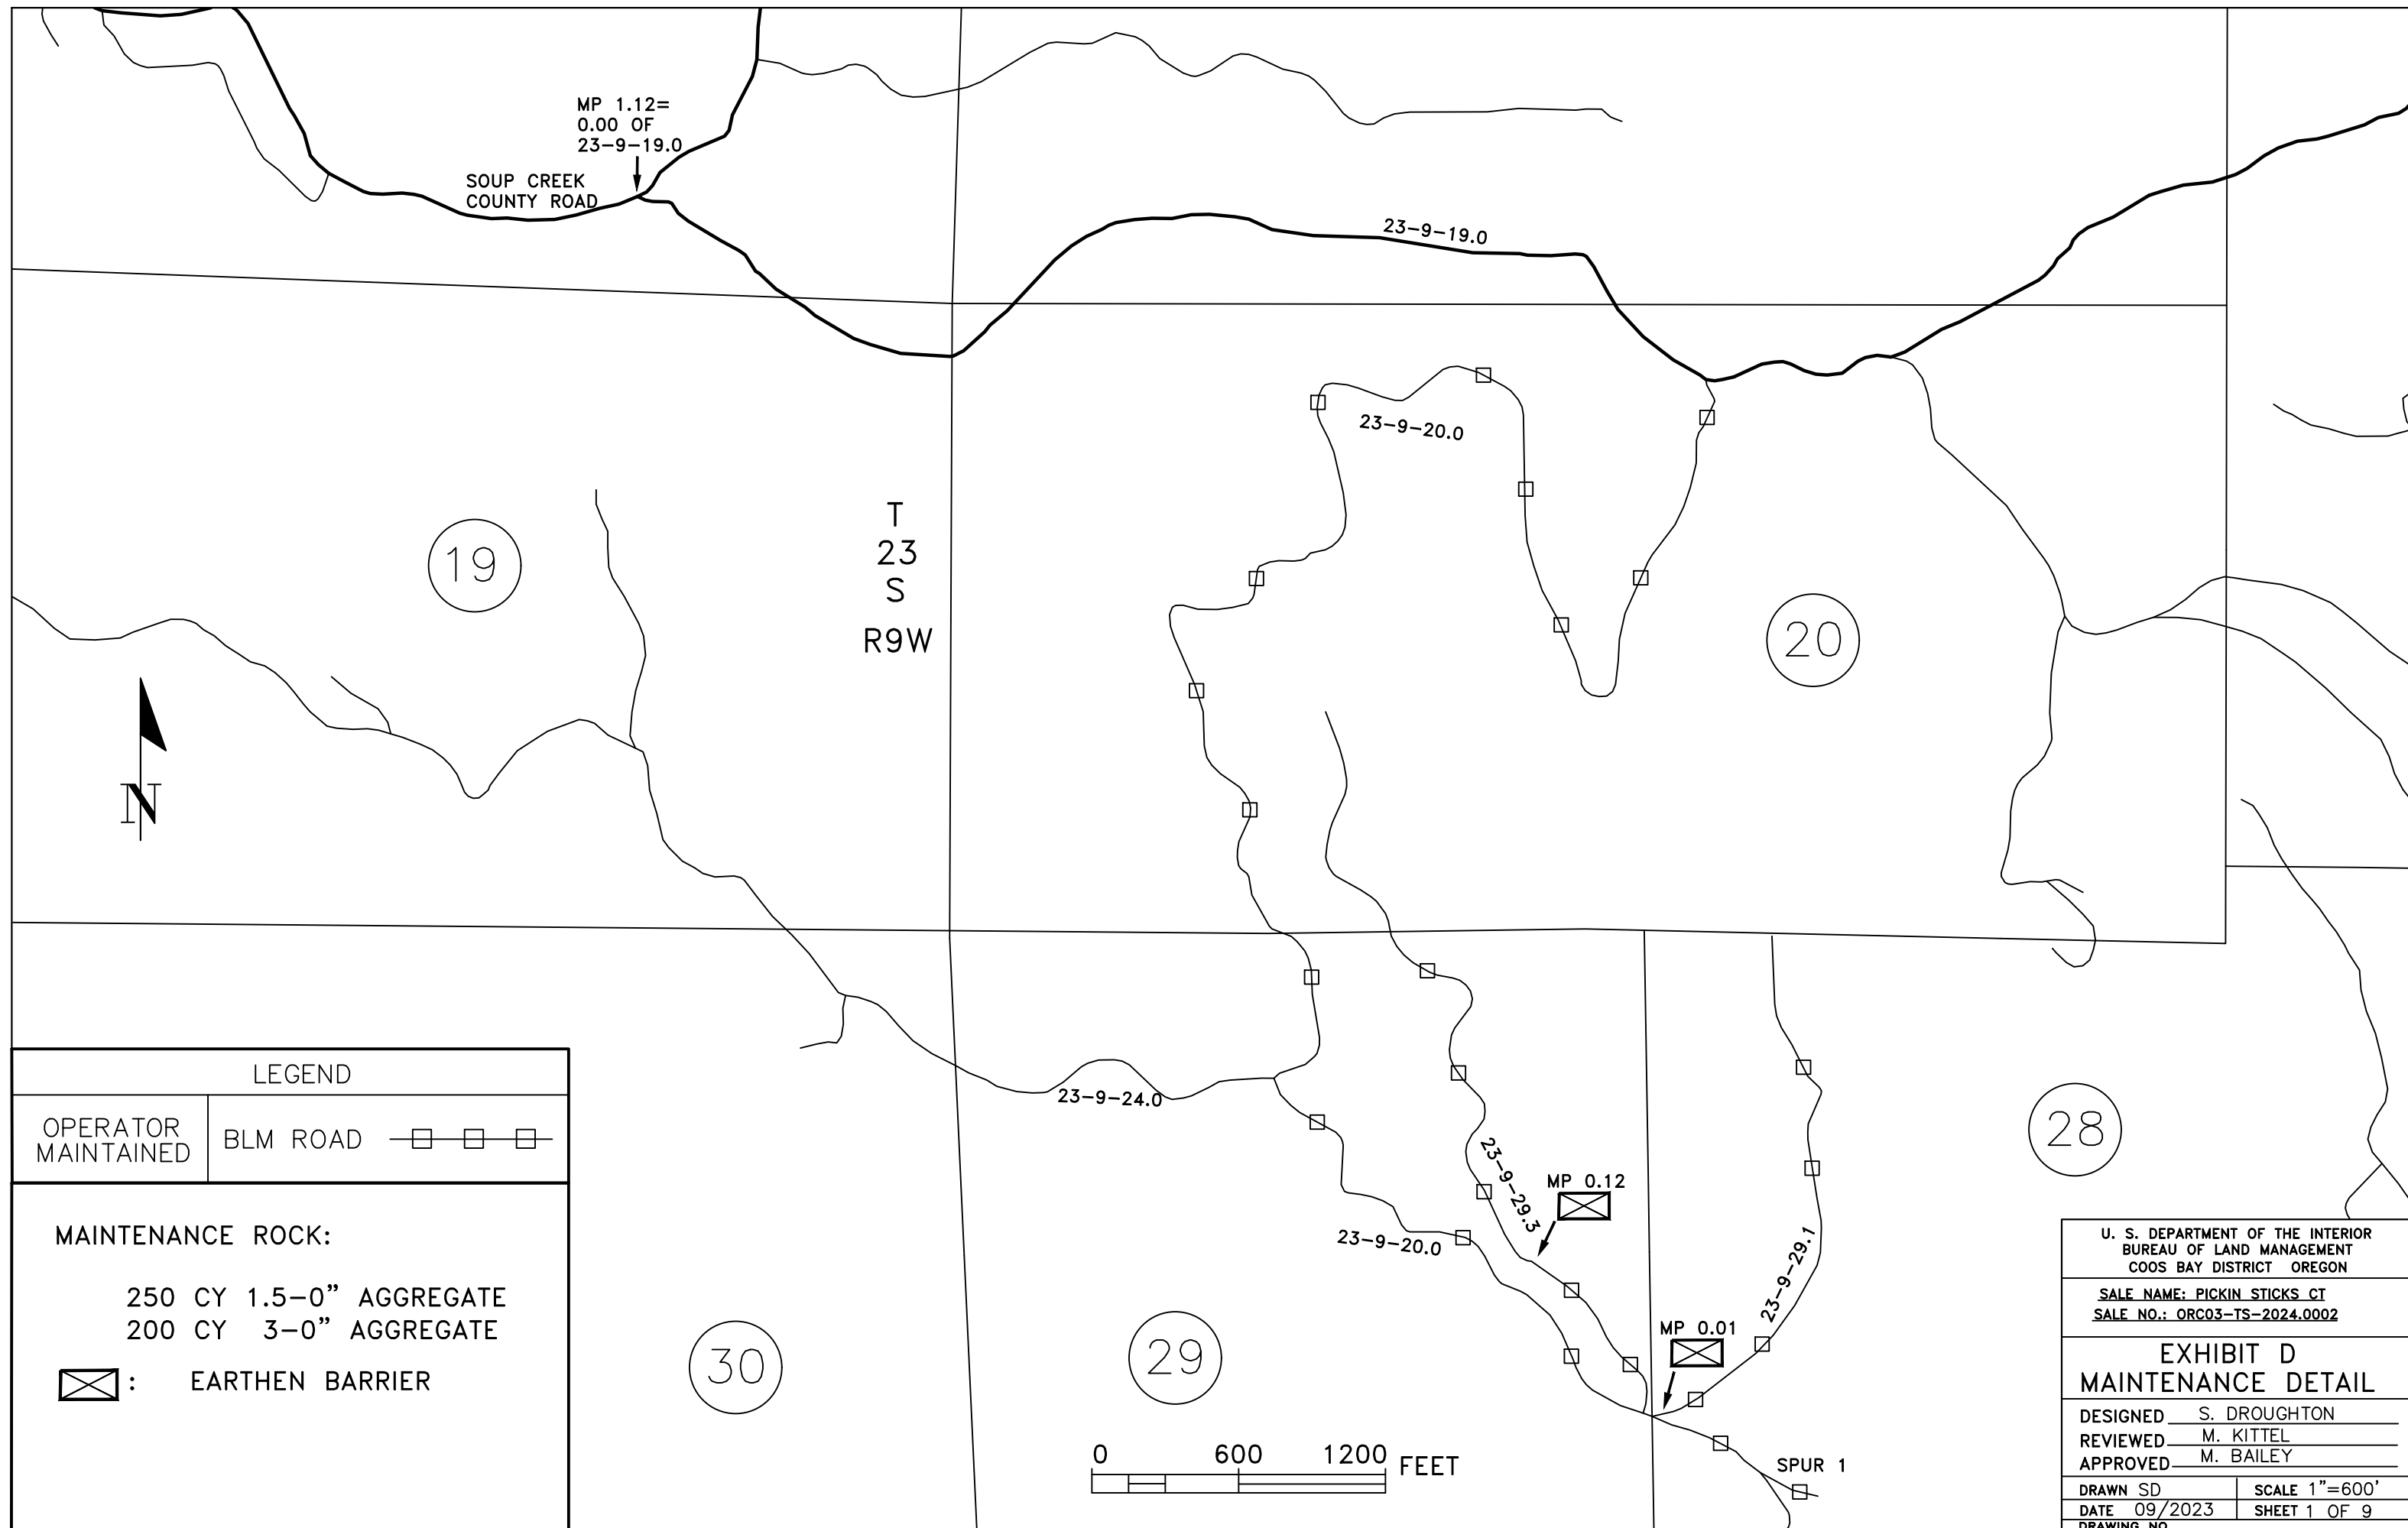 MP 1.12=
0.00 OF
23-9-19.0
SOUP CREEK
COUNTY ROAD
23-9-19.0
23-9-20.0
T
23
S
R9W
19
20
N
23-9-24.0
28
LEGEND
OPERATOR
MAINTAINED
BLM ROAD
23-9-29.3
MP 0.12
23-9-20.0
23-9-29.1
MP 0.01
MAINTENANCE ROCK:
250 CY 1.5-0” AGGREGATE
200 CY 3-0” AGGREGATE
: EARTHEN BARRIER
30
29
0 600 1200 FEET
SPUR 1
U. S. DEPARTMENT OF THE INTERIOR
BUREAU OF LAND MANAGEMENT
COOS BAY DISTRICT OREGON
SALE NAME: PICKIN STICKS CT
SALE NO.: ORC03-TS-2024.0002
EXHIBIT D
MAINTENANCE DETAIL
DESIGNED S. DROUGHTON
REVIEWED M. KITTEL
APPROVED M. BAILEY
DRAWN SD SCALE 1”=600'
DATE 09/2023 SHEET 1 OF 9
DRAWING NO.